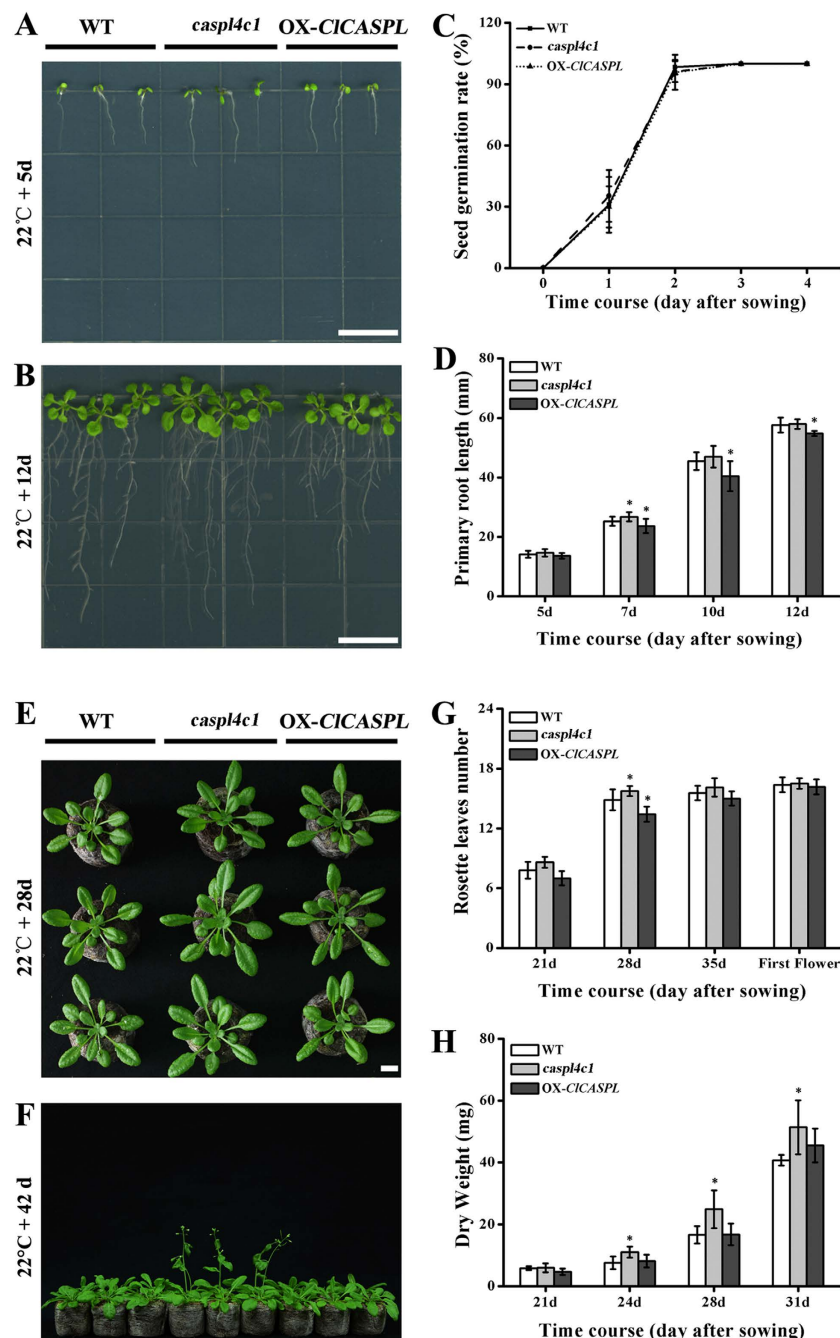 A
WT caspl4c1 OX-ClCASPL
22℃ + 5d
B
22℃ + 12d
C
WT
caspl4c1
OX-ClCASPL
Seed germination rate (%)
120
90
60
30
0
0 1 2 3 4
Time course (day after sowing)
D
WT
caspl4c1
OX-ClCASPL
Primary root length (mm)
80
60
40
20
0
* * * *
5d 7d 10d 12d
Time course (day after sowing)
E
WT caspl4c1 OX-ClCASPL
22℃ + 28d
F
22°C + 42 d
G
WT
caspl4c1
OX-ClCASPL
Rosette leaves number
24
18
12
6
0
* *
21d 28d 35d First Flower
Time course (day after sowing)
H
WT
caspl4c1
OX-ClCASPL
Dry Weight (mg)
80
60
40
20
0
* * *
21d 24d 28d 31d
Time course (day after sowing)